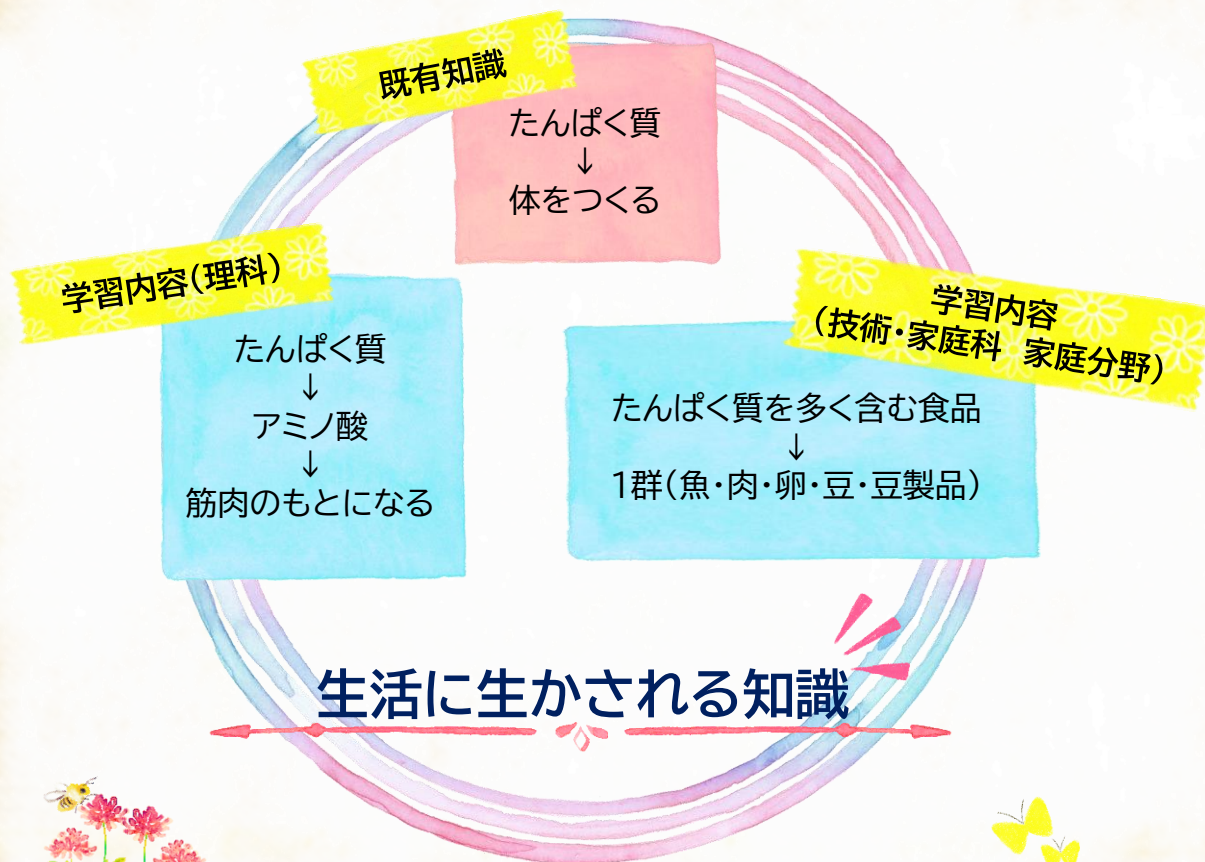 既有知識
たんぱく質
↓
体をつくる
学習内容(理科)
たんぱく質
↓
アミノ酸
↓
筋肉のもとになる
学習内容
(技術・家庭科　家庭分野)
たんぱく質を多く含む食品
↓
1群(魚・肉・卵・豆・豆製品)
生活に生かされる知識